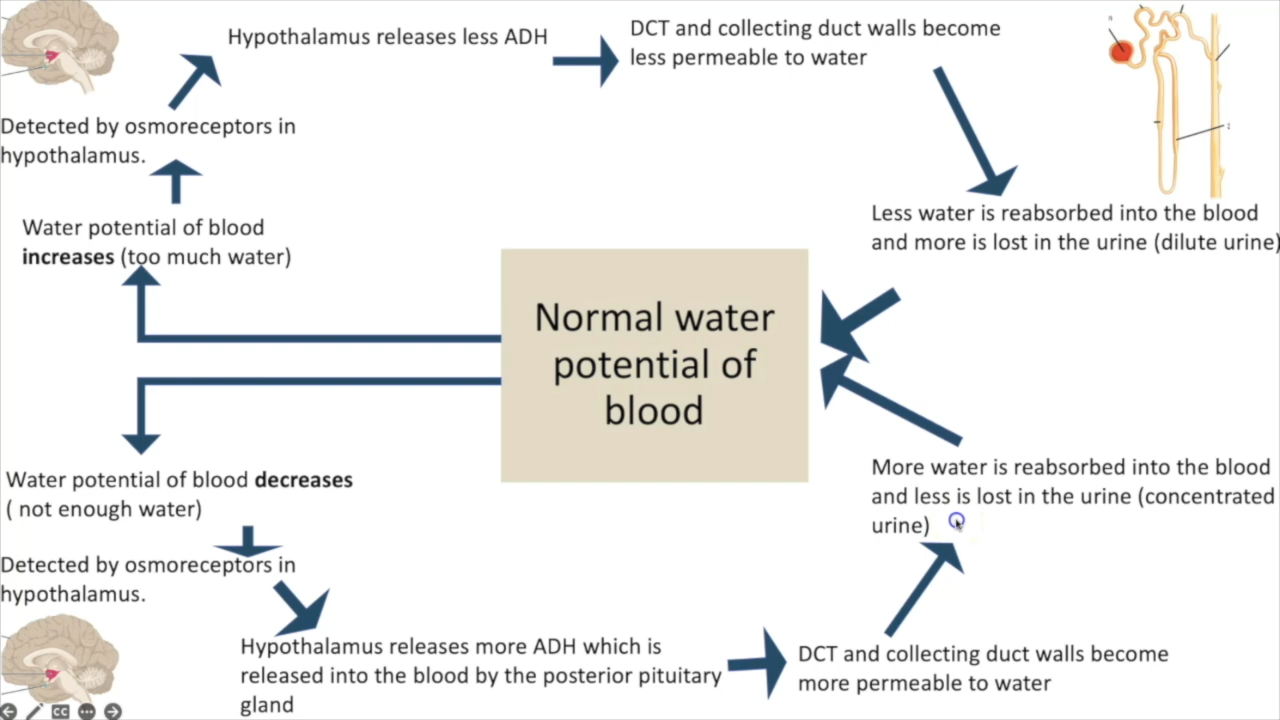 Hypothalamus releases less ADH
DCT and collecting duct walls become
less permeable to water
Detected by osmoreceptors in
hypothalamus.
Water potential of blood
increases (too much water)
Less water is reabsorbed into the blood
and more is lost in the urine (dilute urine)
Normal water
potential of
blood
Water potential of blood decreases
( not enough water)
More water is reabsorbed into the blood
and less is lost in the urine (concentrated
urine)
Detected by osmoreceptors in
hypothalamus.
Hypothalamus releases more ADH which is
released into the blood by the posterior pituitary
gland
DCT and collecting duct walls become
more permeable to water
CC